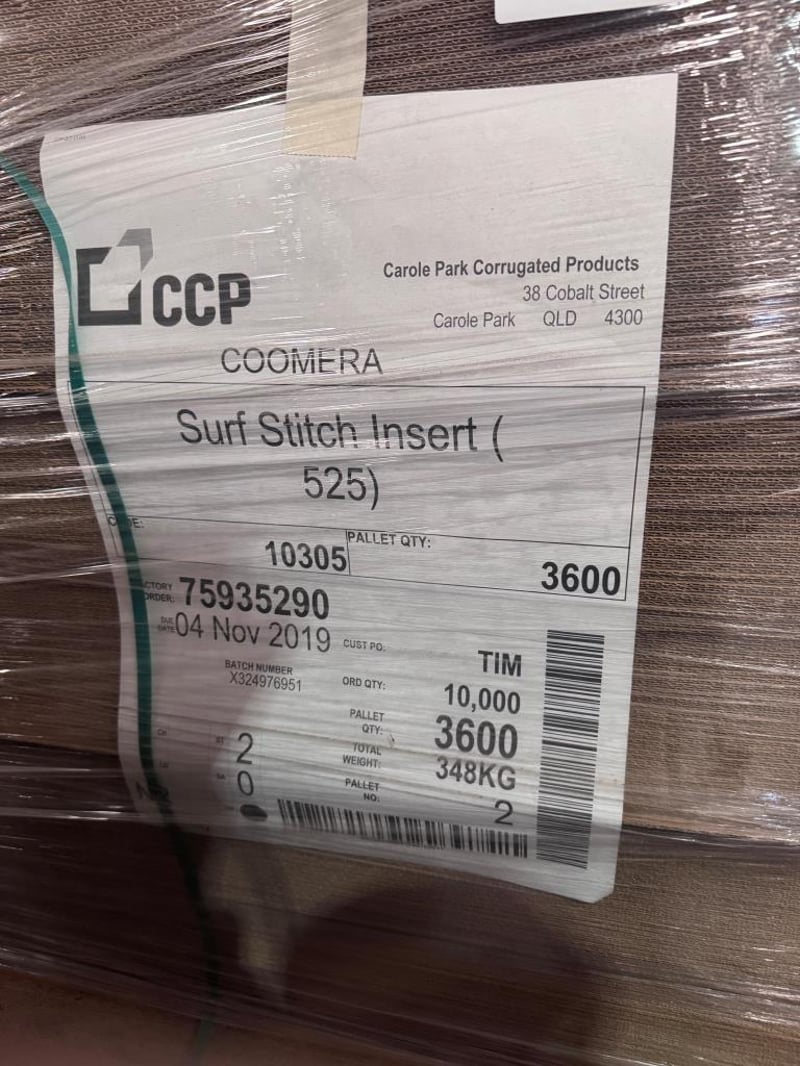 CCP
Carole Park Corrugated Products
38 Cobalt Street
Carole Park QLD 4300
COOMERA
Surf Stitch Insert (
525)
PALLET QTY:
10305
3600
75935290
04 Nov 2019
CUST PO:
TIM
BATCH NUMBER
X324976951
ORD QTY:
10,000
PALLET
QTY:
3600
TOTAL
WEIGHT:
348KG
2
0
PALLET
NO:
2